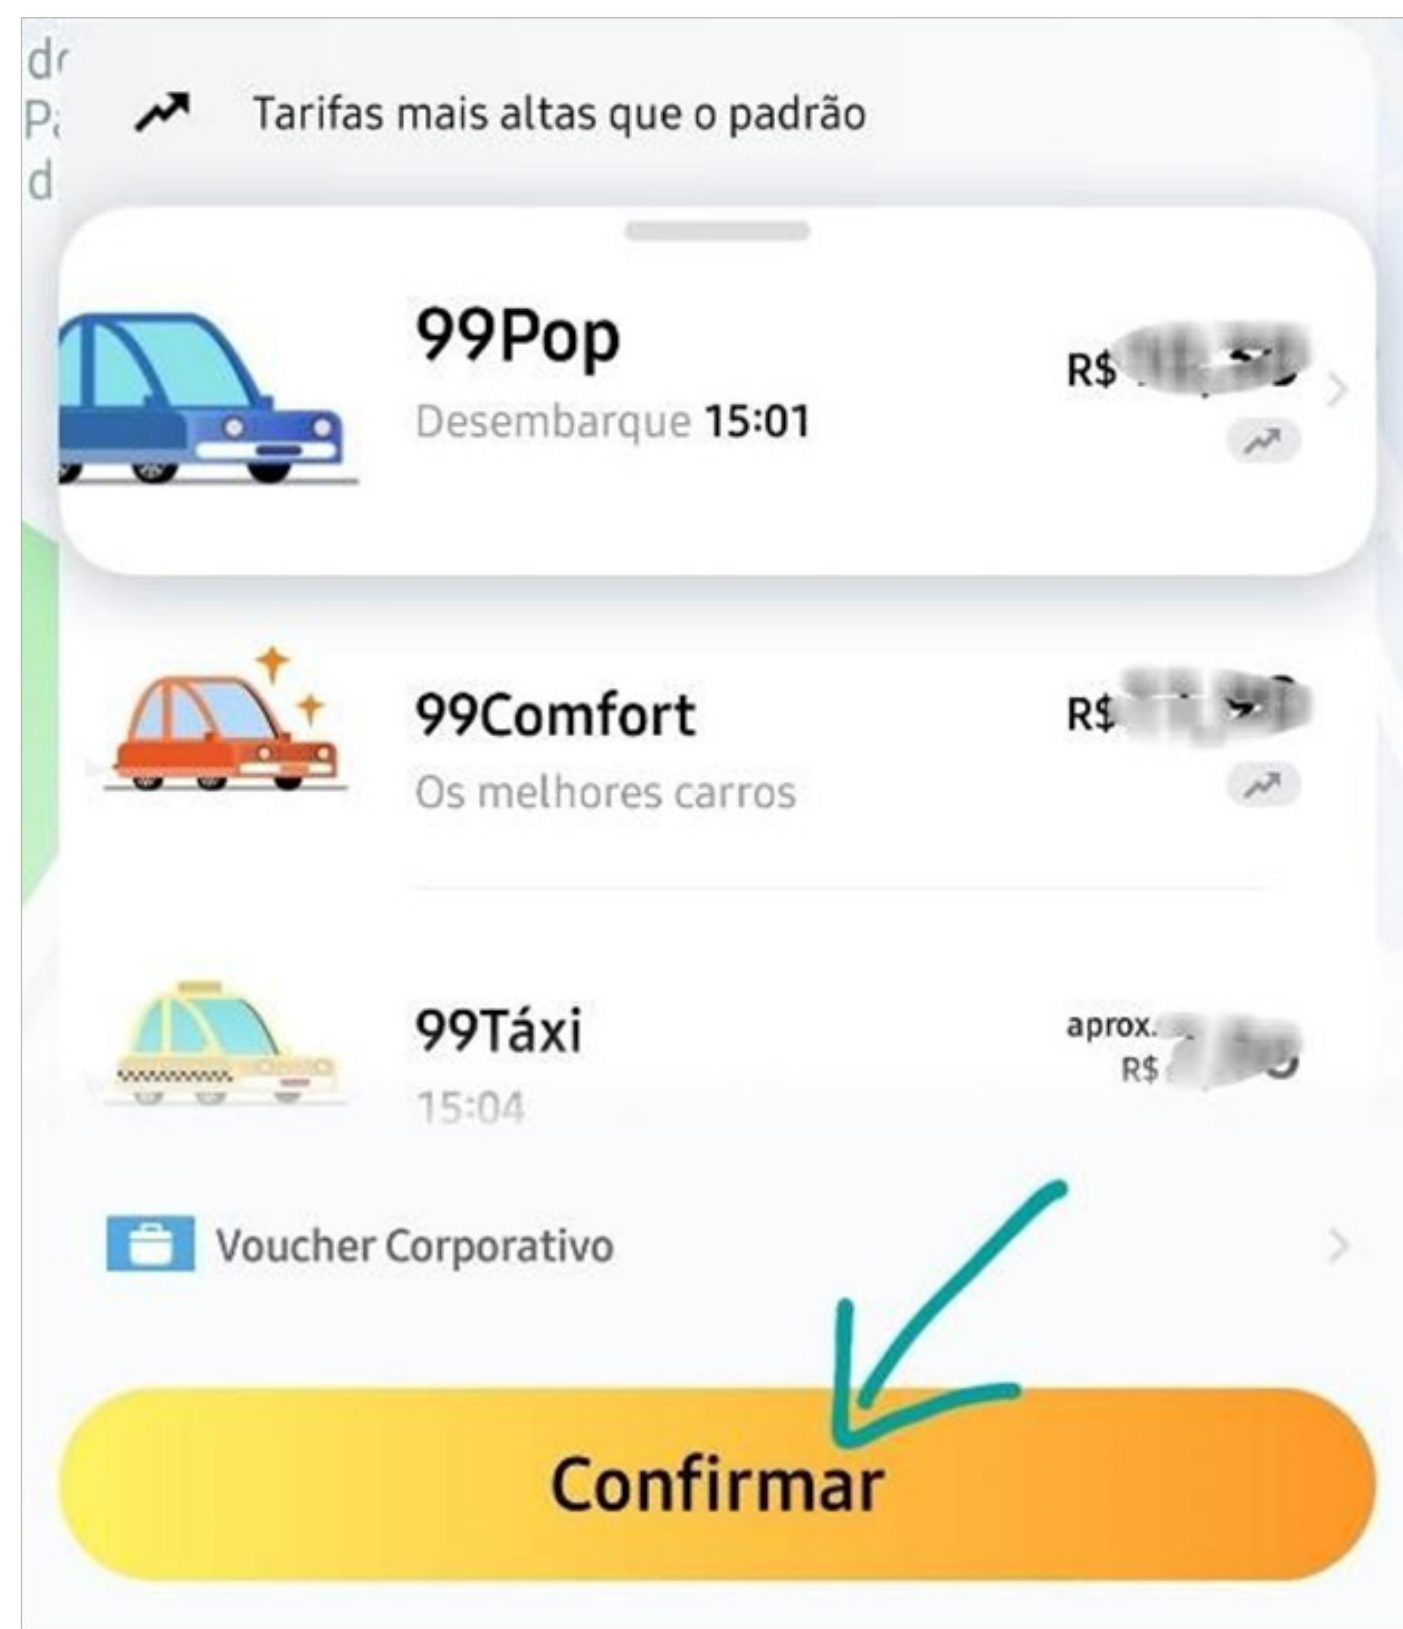 Tarifas mais altas que o padrão
99Pop
R$
Desembarque 15:01
99Comfort
R$
Os melhores carros
99Táxi
aprox.
R$
15:04
Voucher Corporativo
Confirmar